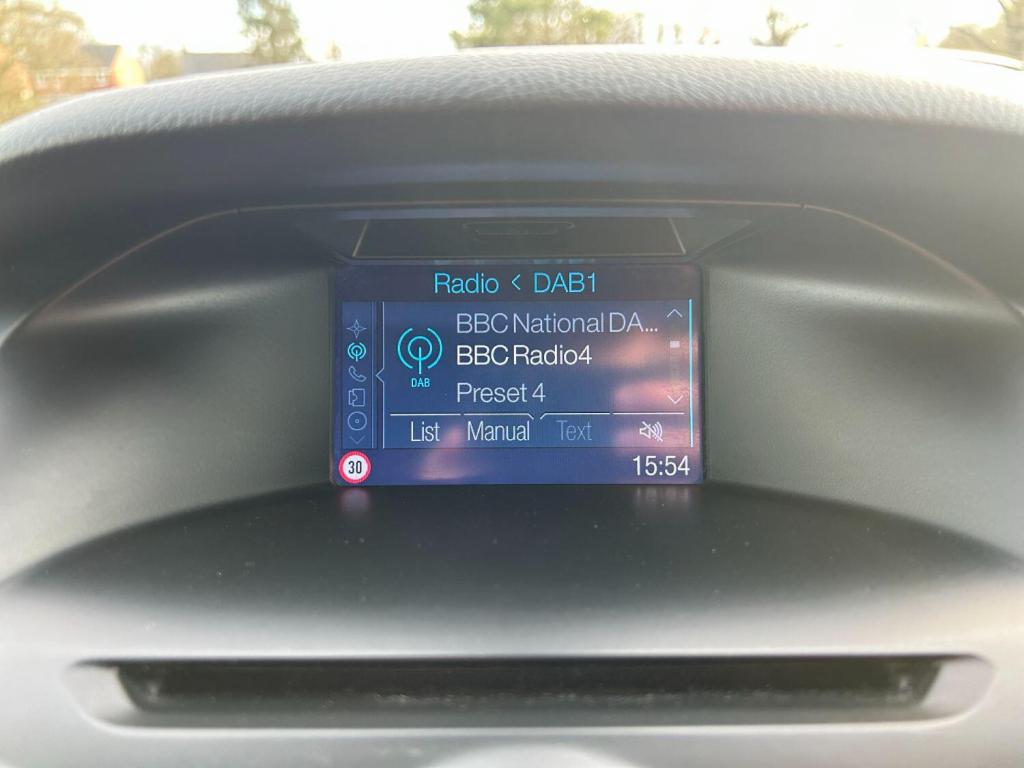 Radio < DAB1
BBC National DA...
BBC Radio4
DAB
Preset 4
List Manual Text
30
15:54